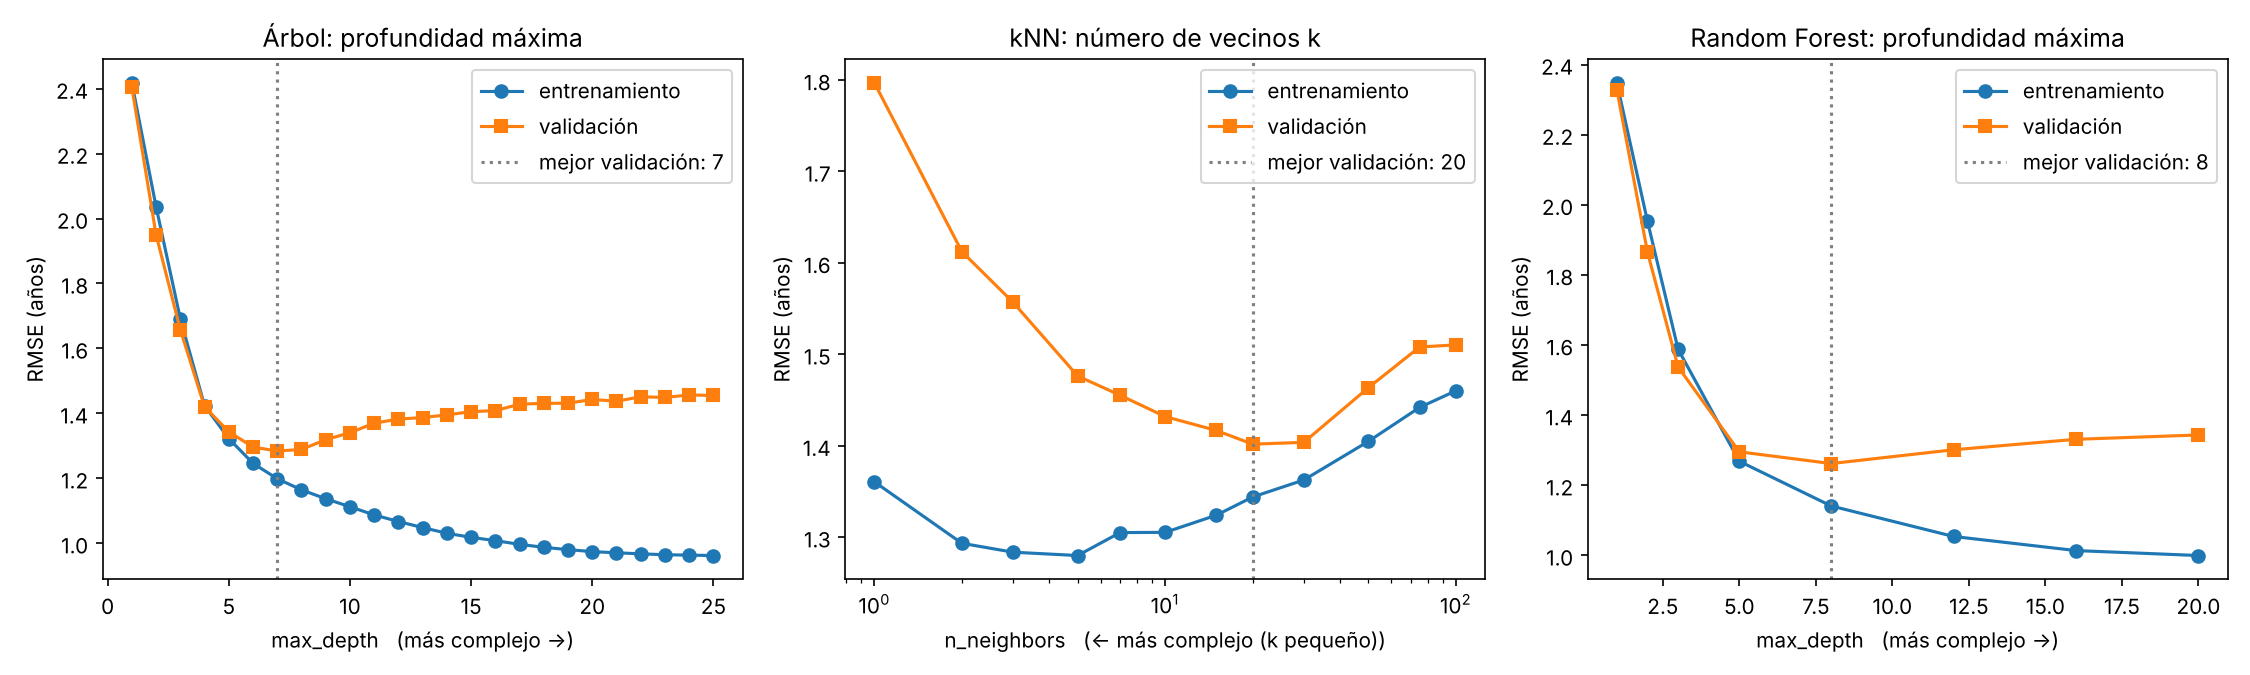 Árbol: profundidad máxima
2.4
2.2
2.0
1.8
1.6
1.4
1.2
1.0
RMSE (años)
entrenamiento
validación
mejor validación: 7
0
5
10
15
20
25
max_depth (más complejo →)
kNN: número de vecinos k
1.8
1.7
1.6
1.5
1.4
1.3
RMSE (años)
entrenamiento
validación
mejor validación: 20
10⁰
10¹
10²
n_neighbors (← más complejo (k pequeño))
Random Forest: profundidad máxima
2.4
2.2
2.0
1.8
1.6
1.4
1.2
1.0
RMSE (años)
entrenamiento
validación
mejor validación: 8
2.5
5.0
7.5
10.0
12.5
15.0
17.5
20.0
max_depth (más complejo →)